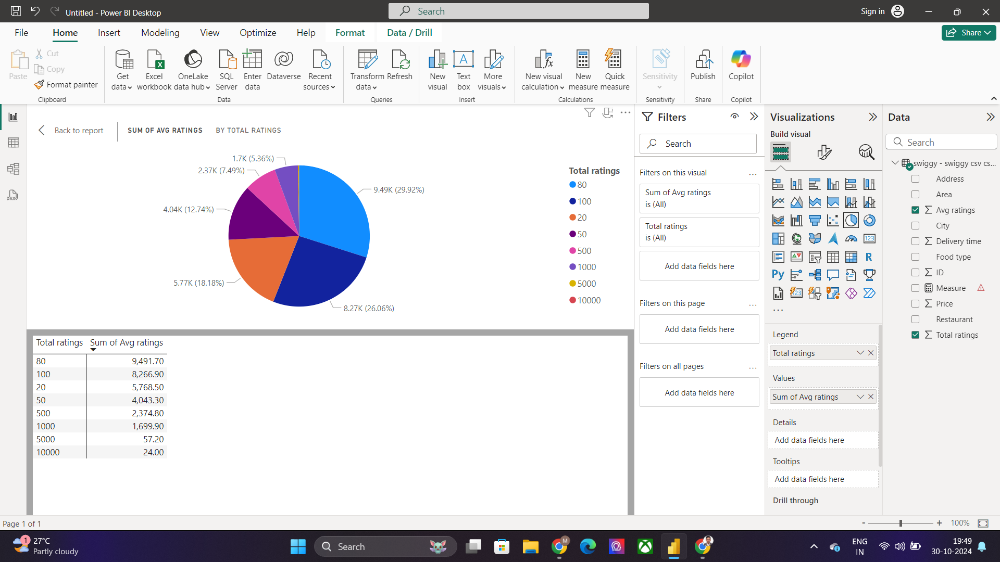 Untitled - Power BI Desktop
Search
Sign in
File Home Insert Modeling View Optimize Help Format Data / Drill
Share
Paste
Cut
Copy
Format painter
Clipboard
Get data
Excel workbook
OneLake data hub
SQL Server
Enter data
Dataverse
Recent sources
Data
Transform data
Refresh
Queries
New visual
Text box
More visuals
Insert
New visual calculation
New measure
Quick measure
Calculations
Sensitivity
Sensitivity
Publish
Share
Copilot
Copilot
Back to report
SUM OF AVG RATINGS BY TOTAL RATINGS
1.7K (5.36%)
2.37K (7.49%)
9.49K (29.92%)
4.04K (12.74%)
5.77K (18.18%)
8.27K (26.06%)
Total ratings
80
100
20
50
500
1000
5000
10000
Total ratings Sum of Avg ratings
80 9,491.70
100 8,266.90
20 5,768.50
50 4,043.30
500 2,374.80
1000 1,699.90
5000 57.20
10000 24.00
Filters
Search
Filters on this visual
...
Sum of Avg ratings
is (All)
Total ratings
is (All)
Add data fields here
Filters on this page
...
Add data fields here
Filters on all pages
...
Add data fields here
Visualizations
Build visual
123
R
Py
123
...
Legend
Total ratings
Values
Sum of Avg ratings
Details
Add data fields here
Tooltips
Add data fields here
Drill through
Data
Search
swiggy - swiggy csv cs...
Address
Area
Σ Avg ratings
City
Σ Delivery time
Food type
Σ ID
Measure
Σ Price
Restaurant
Σ Total ratings
Page 1 of 1
- + 100%
1
27°C
Partly cloudy
Search
M
ENG
IN
19:49
30-10-2024